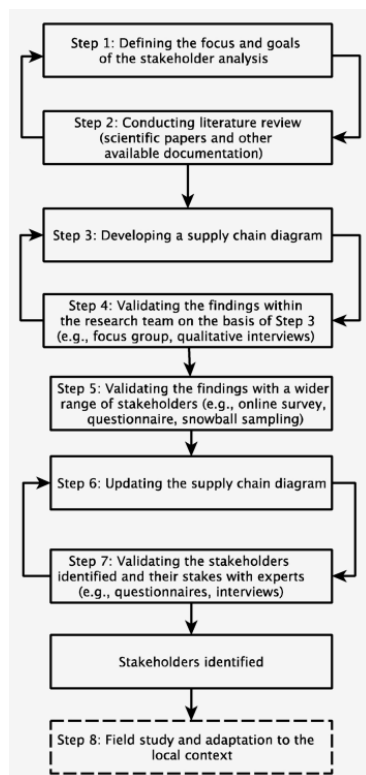 Step 1: Defining the focus and goals
of the stakeholder analysis
Step 2: Conducting literature review
(scientific papers and other
available documentation)
Step 3: Developing a supply chain diagram
Step 4: Validating the findings within
the research team on the basis of Step 3
(e.g., focus group, qualitative interviews)
Step 5: Validating the findings with a wider
range of stakeholders (e.g., online survey,
questionnaire, snowball sampling)
Step 6: Updating the supply chain diagram
Step 7: Validating the stakeholders
identified and their stakes with experts
(e.g., questionnaires, interviews)
Stakeholders identified
Step 8: Field study and adaptation to the
local context